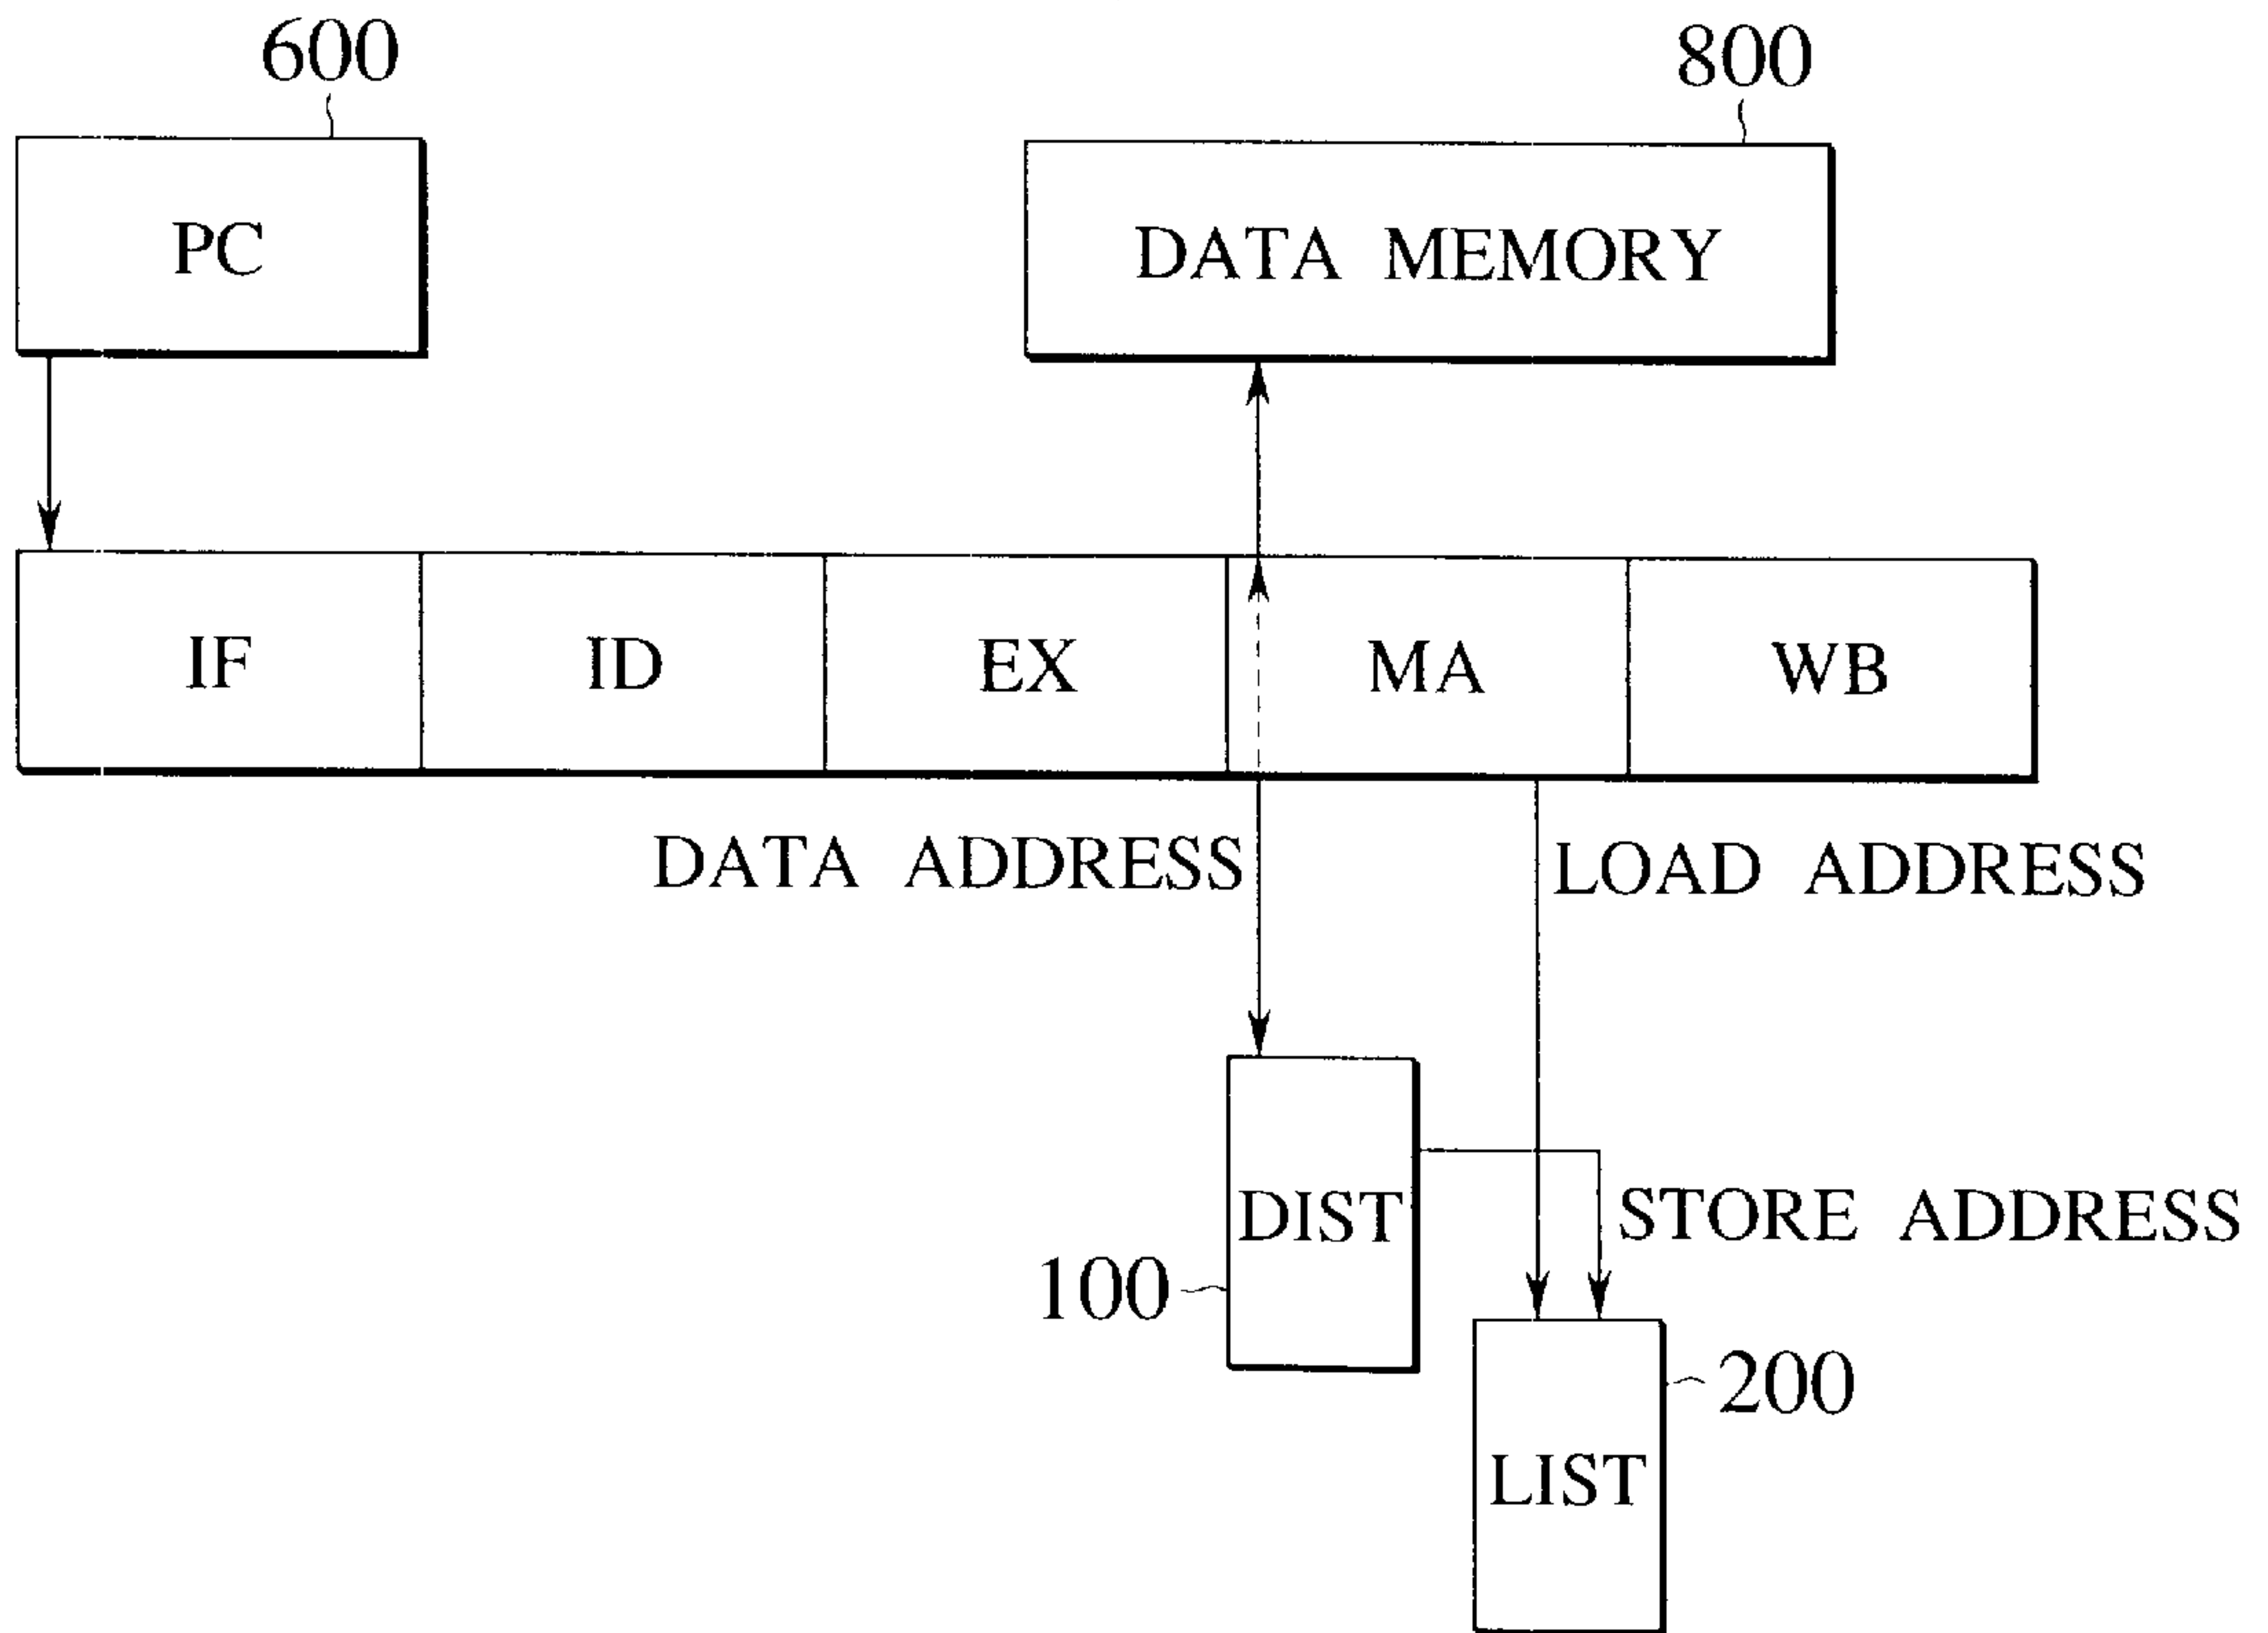 600
800
PC
DATA MEMORY
IF ID EX MA WB
DATA ADDRESS
LOAD ADDRESS
DIST
STORE ADDRESS
100
200
LIST